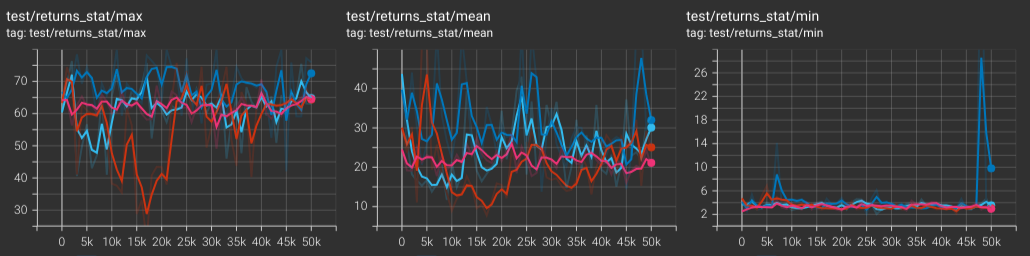 test/returns_stat/max
tag: test/returns_stat/max
70
60
50
40
30
0 5k 10k 15k 20k 25k 30k 35k 40k 45k 50k
test/returns_stat/mean
tag: test/returns_stat/mean
40
30
20
10
0 5k 10k 15k 20k 25k 30k 35k 40k 45k 50k
test/returns_stat/min
tag: test/returns_stat/min
26
22
18
14
10
6
2
0 5k 10k 15k 20k 25k 30k 35k 40k 45k 50k